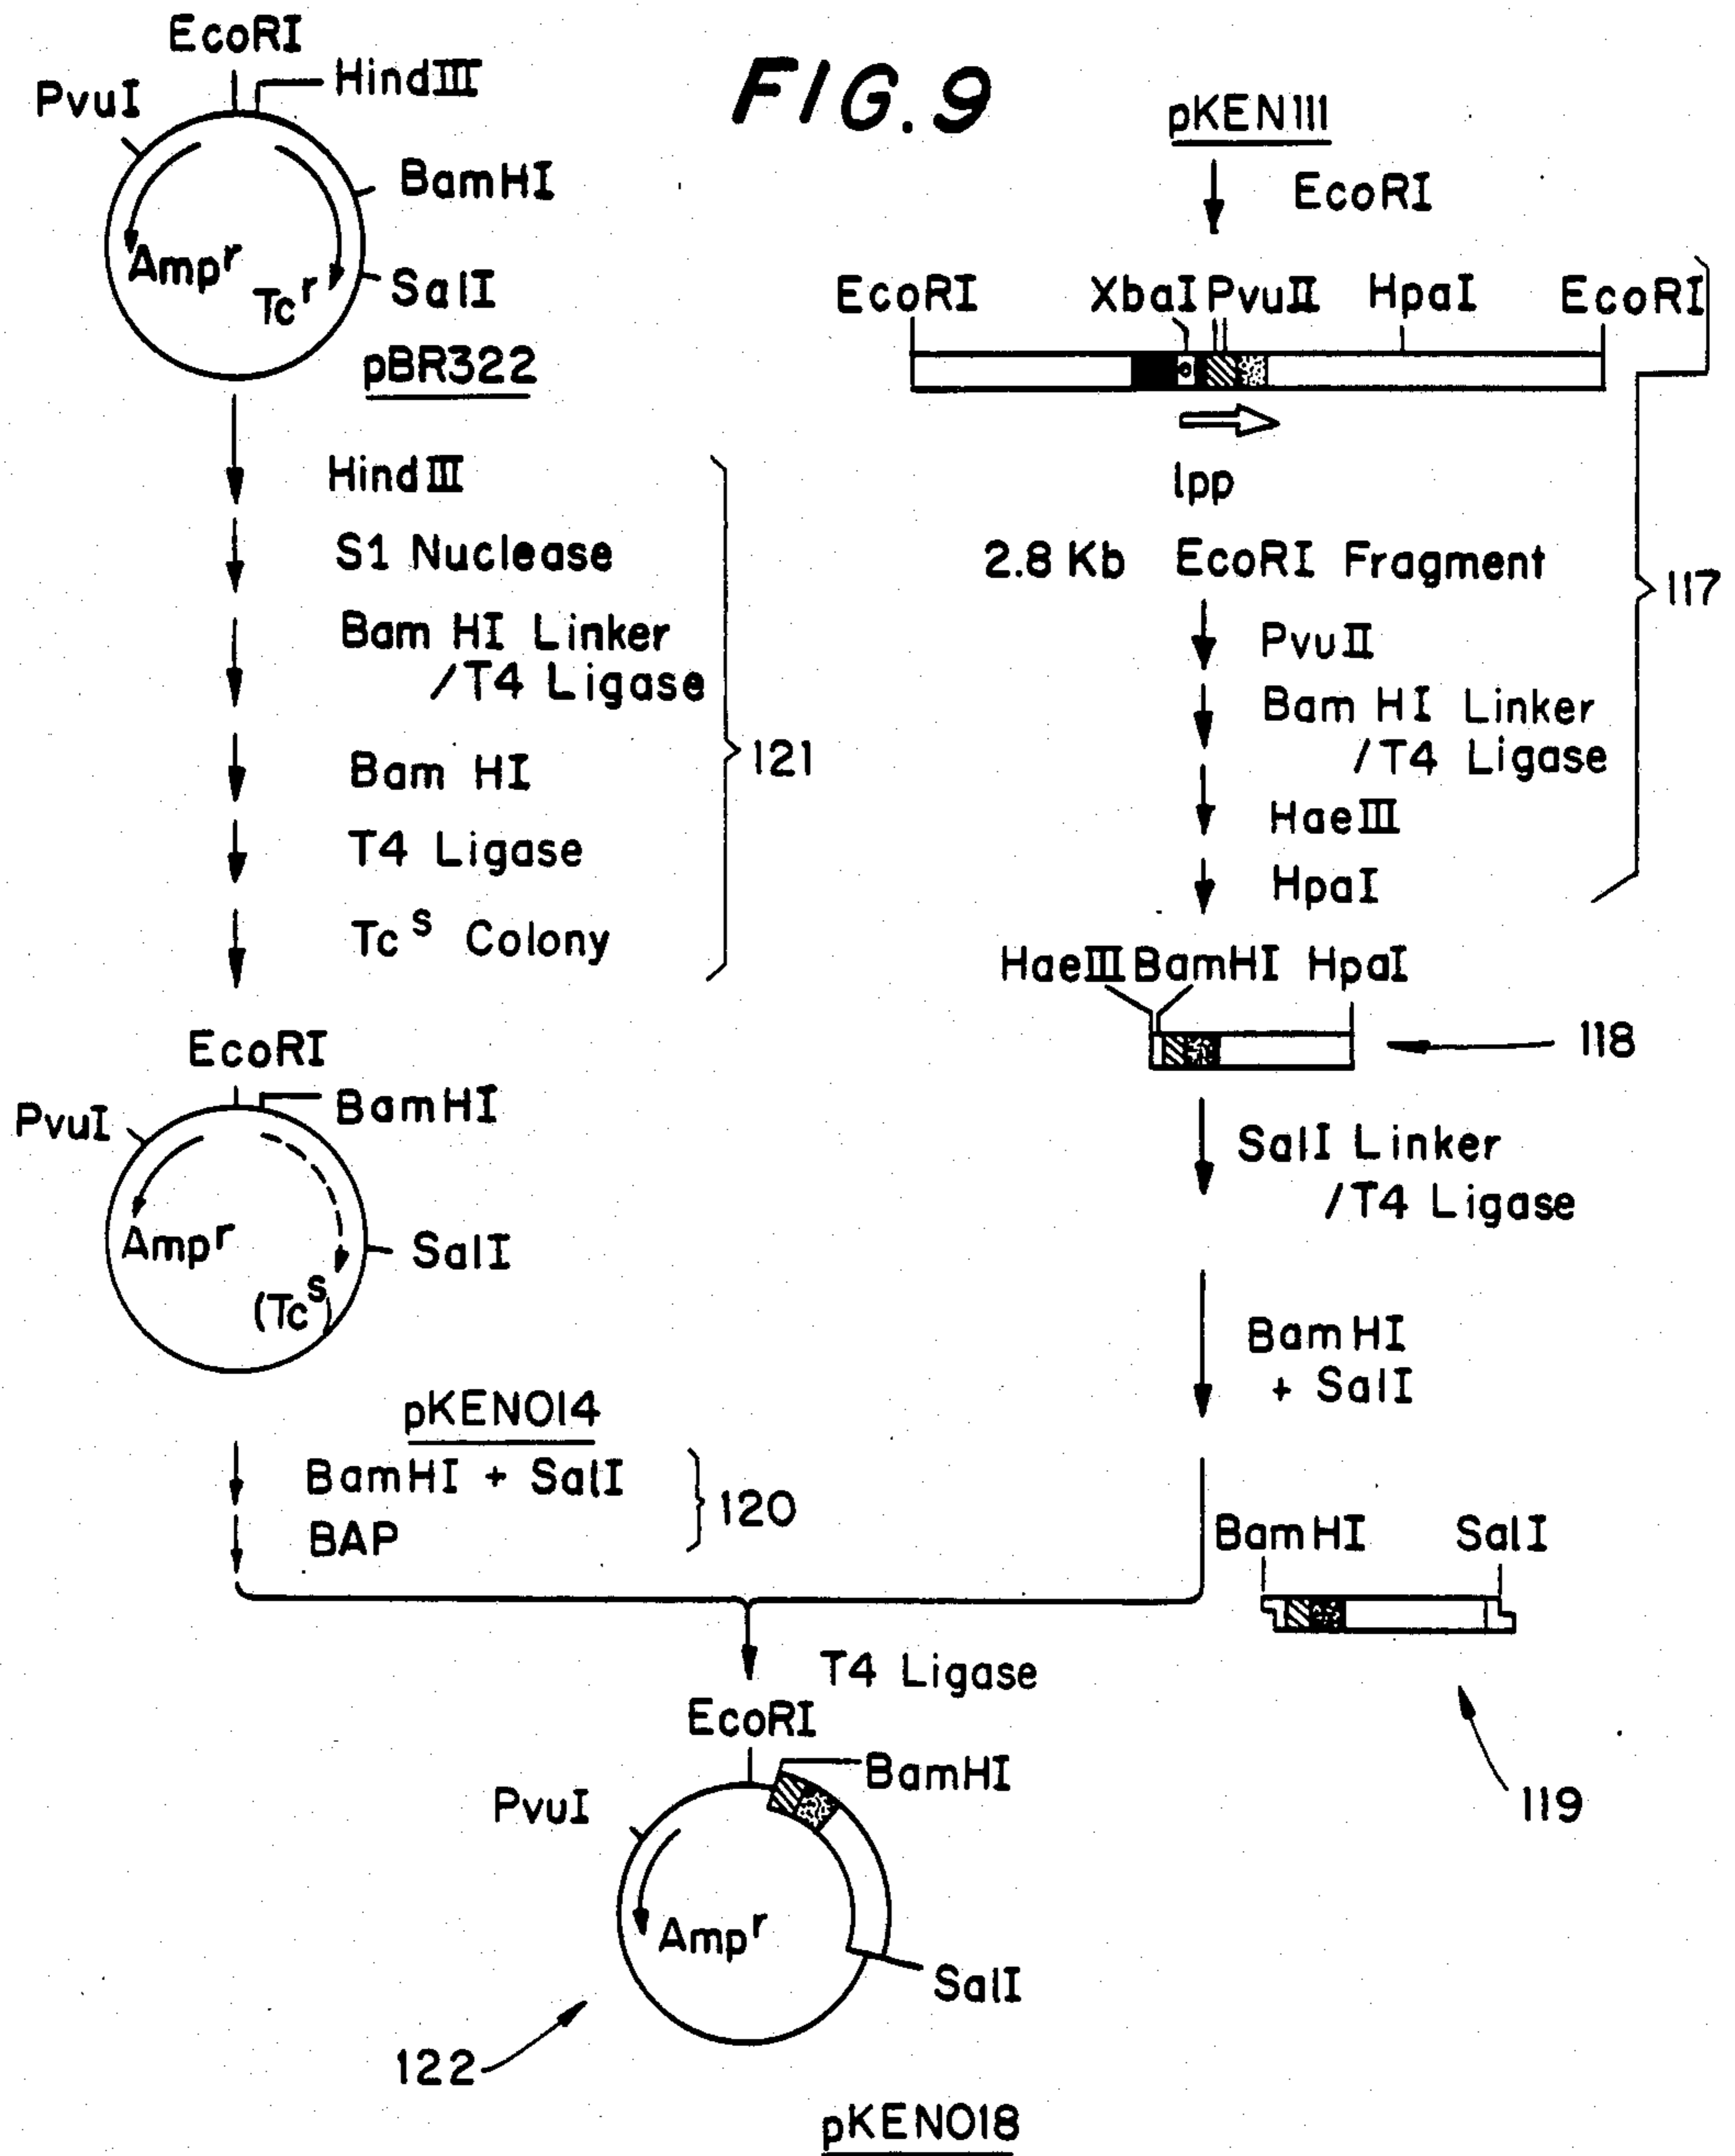 FIG. 9
EcoRI
HindIII
PvuI
BamHI
Ampr
Tcr
SalI
pBR322
HindIII
S1 Nuclease
Bam HI Linker
/T4 Ligase
Bam HI
T4 Ligase
Tcs Colony
121
EcoRI
BamHI
PvuI
Ampr
SalI
(Tcs)
pKEN014
BamHI + SalI
BAP
120
pKEN111
EcoRI
EcoRI XbaI PvuII HpaI EcoRI
lpp
2.8 Kb EcoRI Fragment
117
PvuII
Bam HI Linker
/T4 Ligase
HaeIII
HpaI
HaeIII BamHI HpaI
118
SalI Linker
/T4 Ligase
BamHI
+ SalI
BamHI SalI
119
T4 Ligase
EcoRI
BamHI
PvuI
Ampr
SalI
122
pKEN018